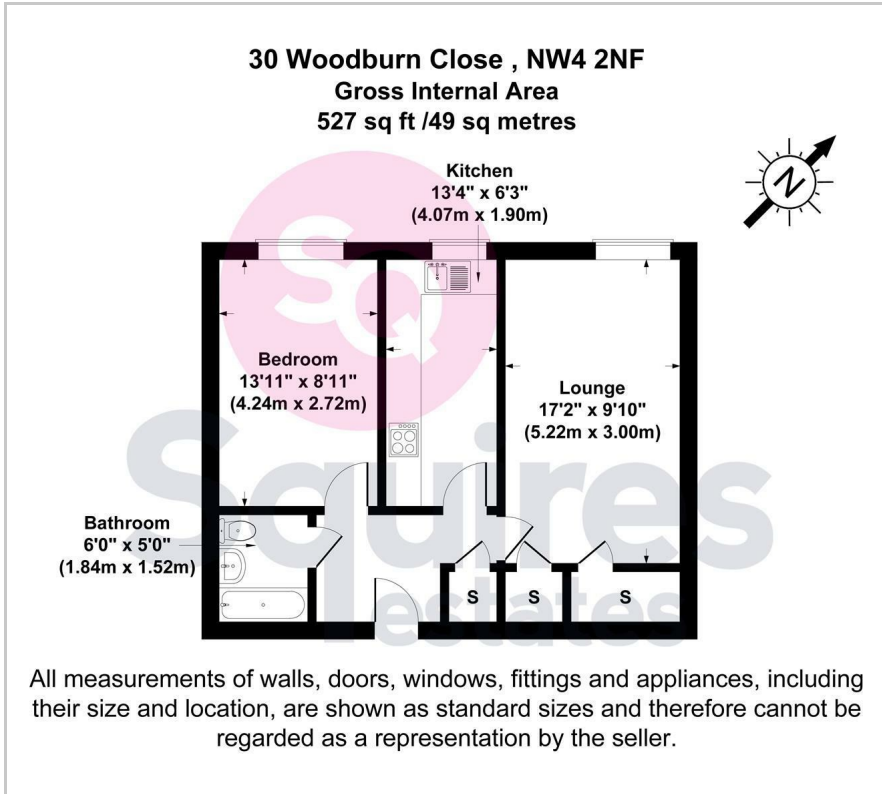 30 Woodburn Close , NW4 2NF
Gross Internal Area
527 sq ft /49 sq metres
Kitchen
13'4" x 6'3"
(4.07m x 1.90m)
N
SQ
Bedroom
13'11" x 8'11"
(4.24m x 2.72m)
Lounge
17'2" x 9'10"
(5.22m x 3.00m)
Squires
estates
Bathroom
6'0" x 5'0"
(1.84m x 1.52m)
S
S
S
All measurements of walls, doors, windows, fittings and appliances, including
their size and location, are shown as standard sizes and therefore cannot be
regarded as a representation by the seller.